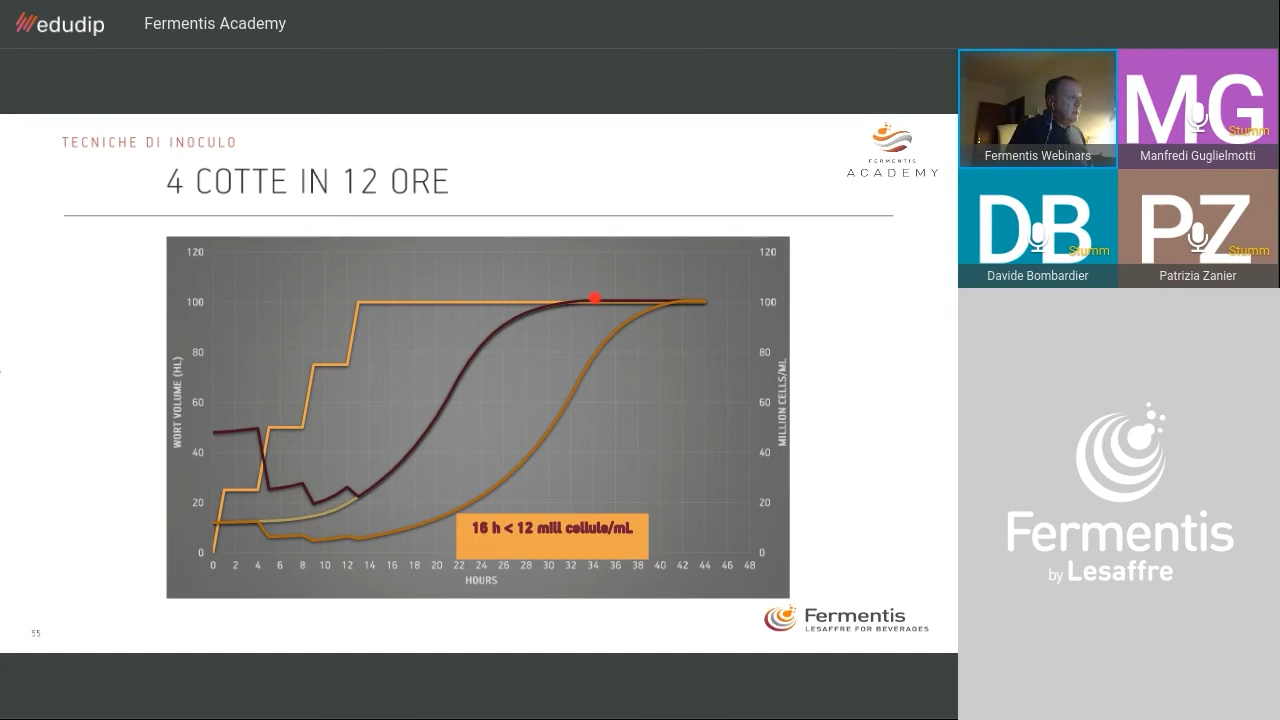 edudip
Fermentis Academy
TECNICHE DI INOCULO
4 COTTE IN 12 ORE
FERMENTIS
ACADEMY
120
100
80
60
40
20
0
WORT VOLUME (HL)
120
100
80
60
40
20
0
MILLION CELLS/ML
16 h < 12 mill cellule/mL
0 2 4 6 8 10 12 14 16 18 20 22 24 26 28 30 32 34 36 38 40 42 44 46 48
HOURS
55
Fermentis
LESAFFRE FOR BEVERAGES
Fermentis Webinars
MG
Stumm
Manfredi Guglielmotti
DB
Stumm
Davide Bombardier
PZ
Stumm
Patrizia Zanier
Fermentis
by Lesaffre